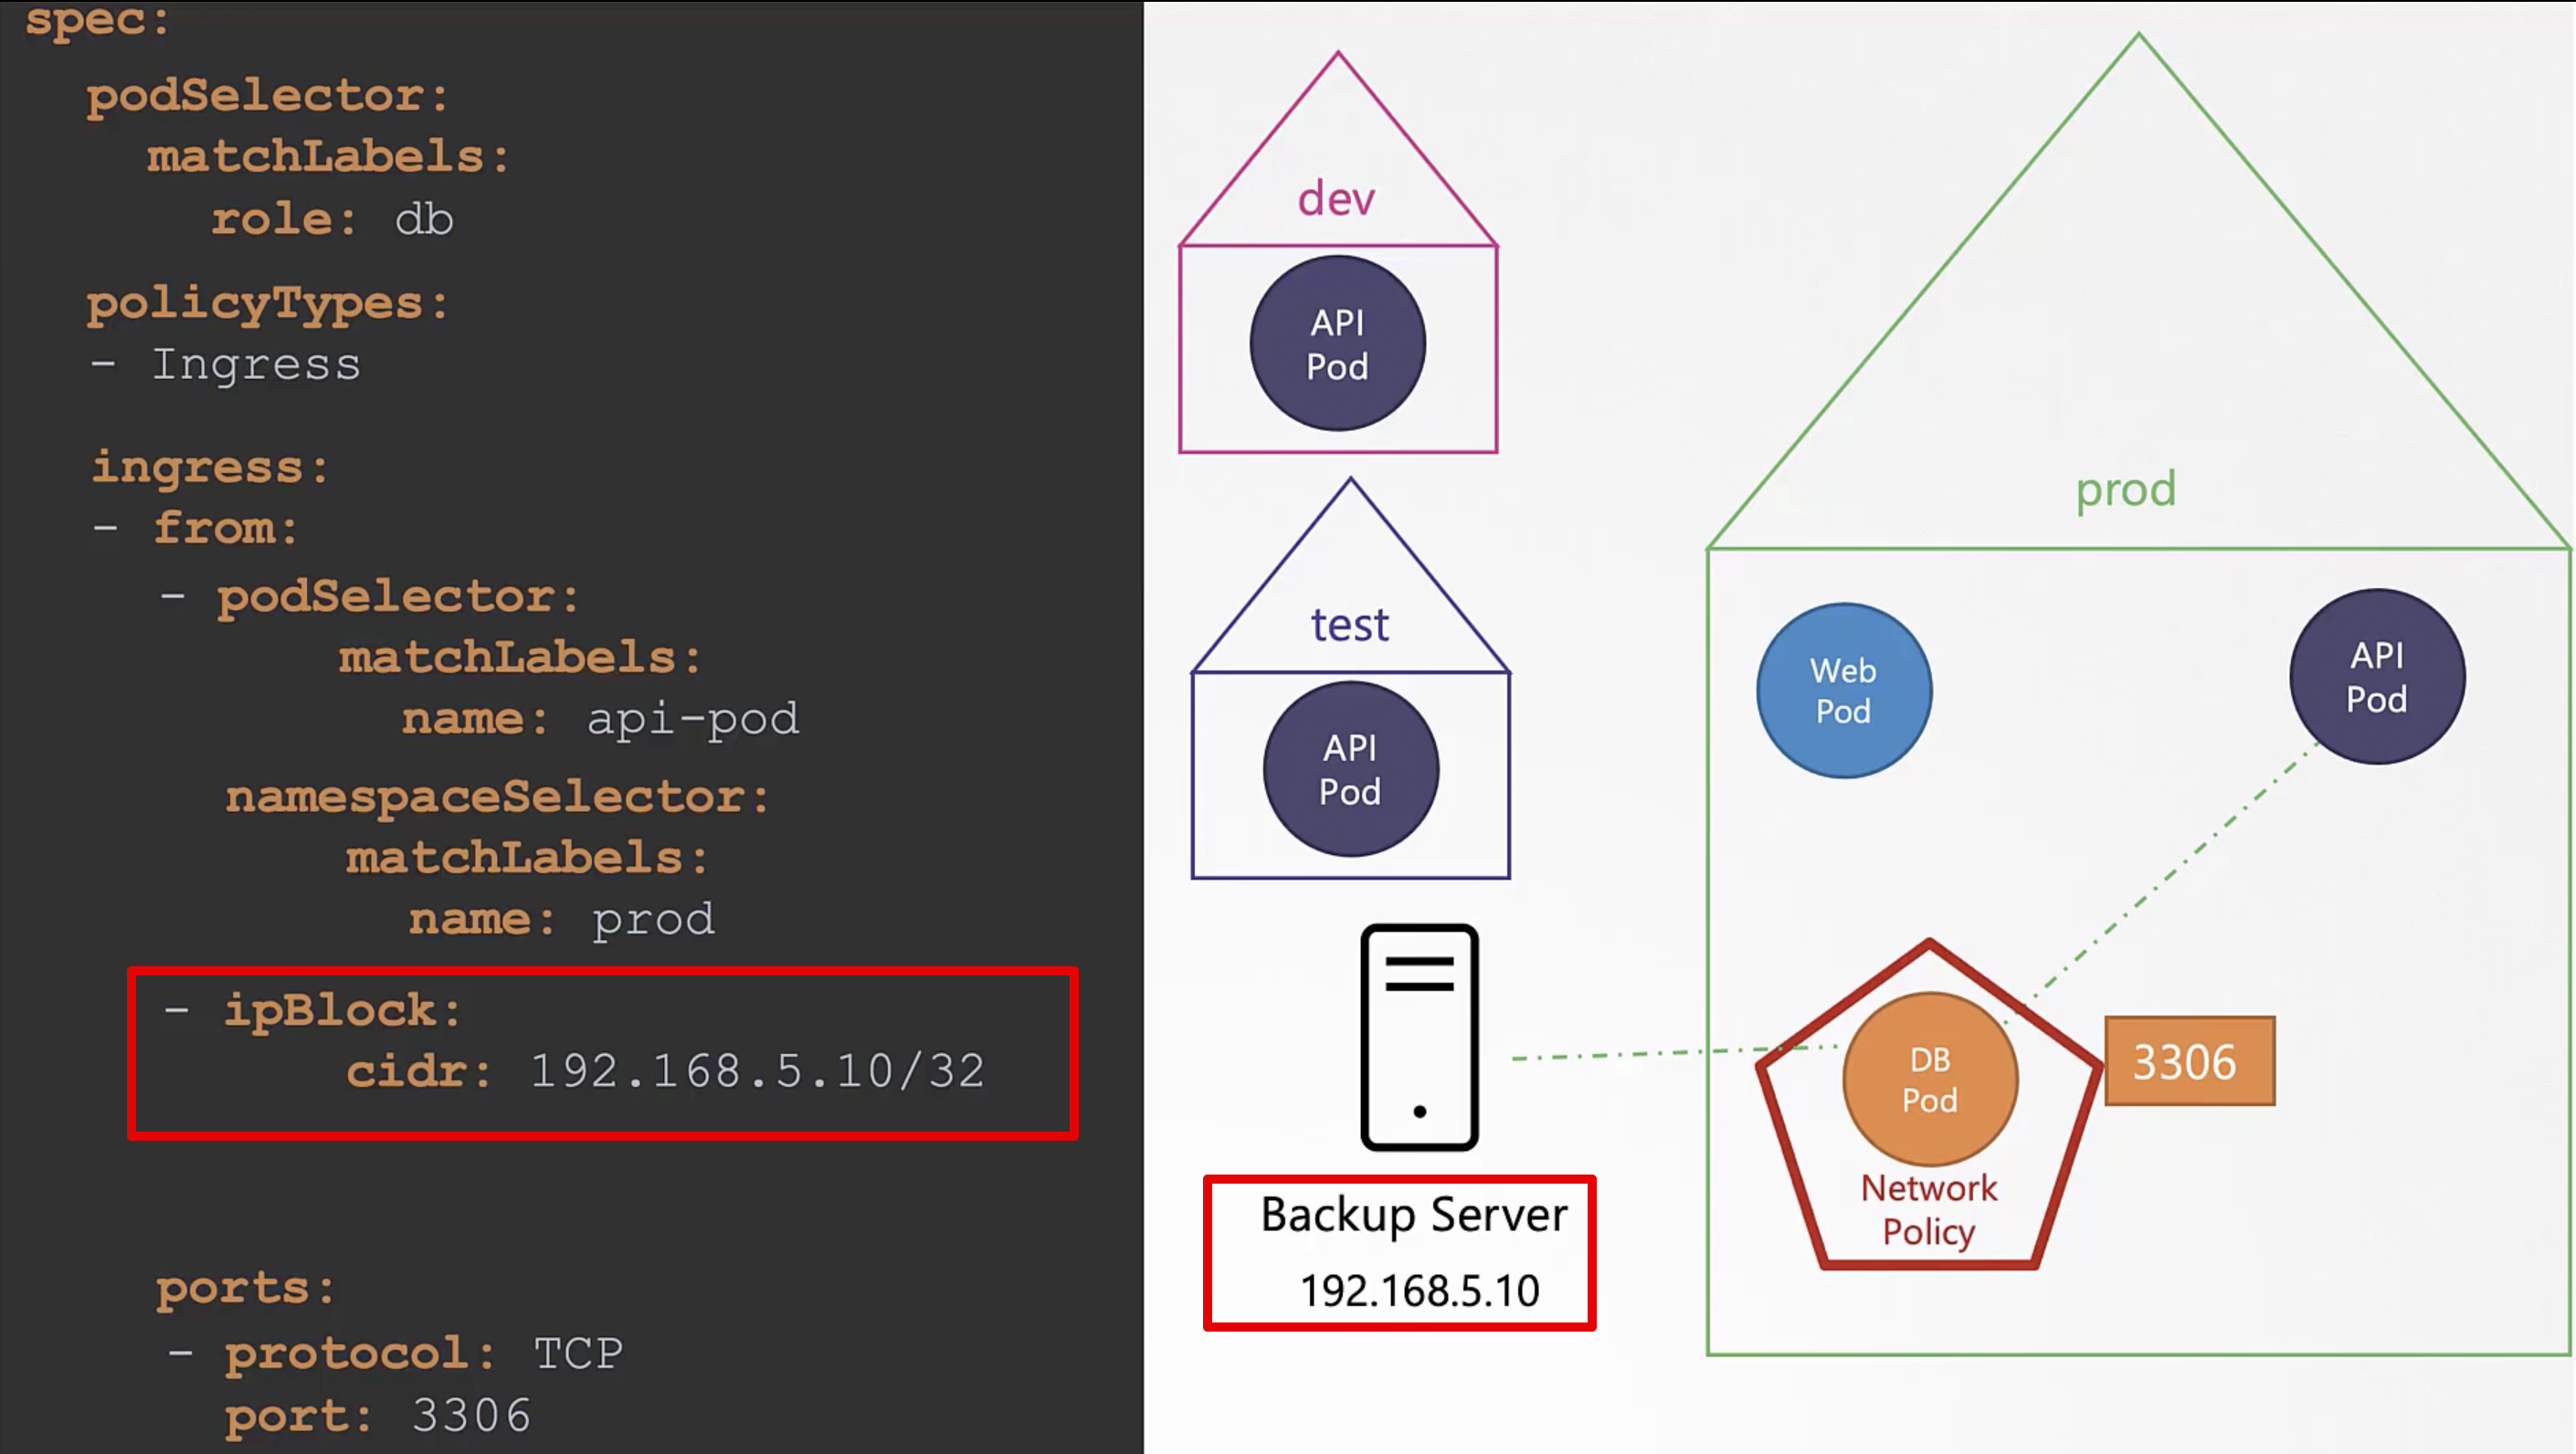 spec:
podSelector:
matchLabels:
role: db
policyTypes:
- Ingress
ingress:
- from:
- podSelector:
matchLabels:
name: api-pod
namespaceSelector:
matchLabels:
name: prod
- ipBlock:
cidr: 192.168.5.10/32
ports:
- protocol: TCP
port: 3306
dev
API
Pod
test
API
Pod
Backup Server
192.168.5.10
prod
Web
Pod
API
Pod
DB
Pod
Network
Policy
3306